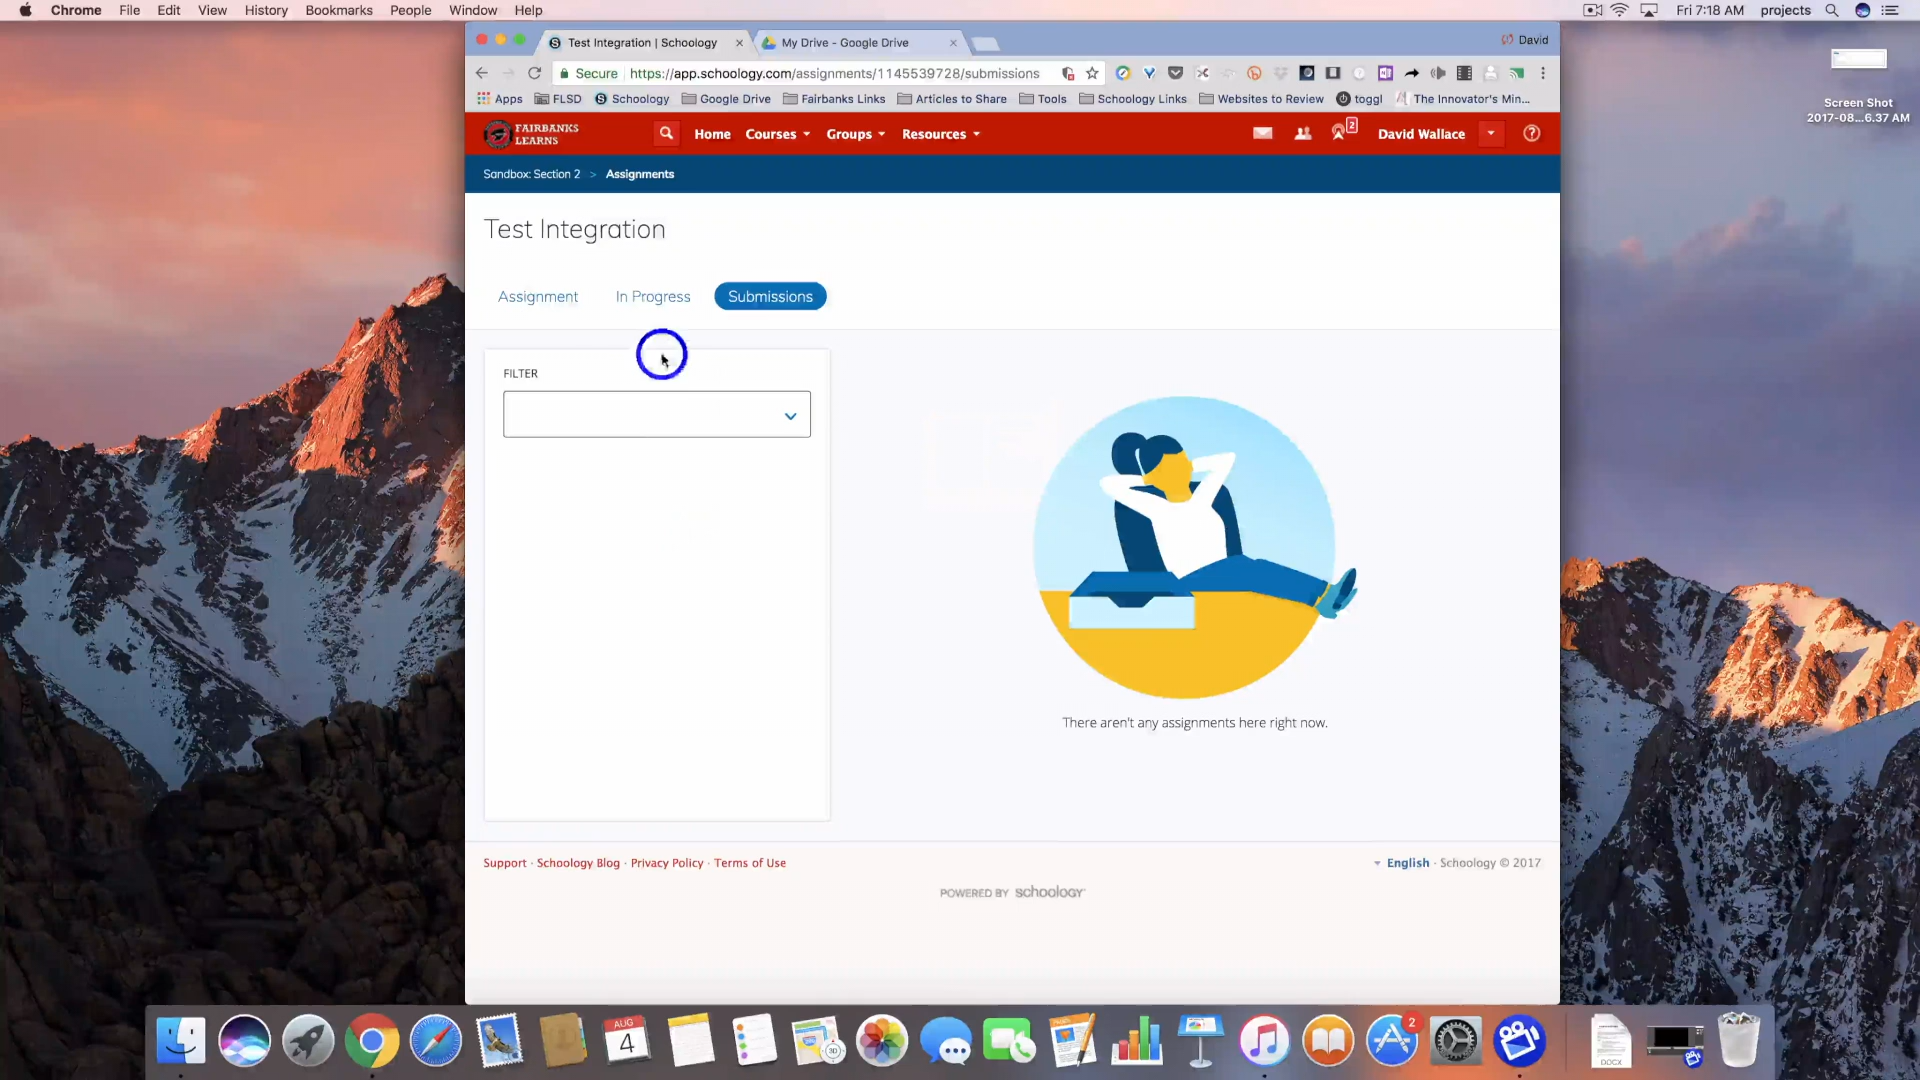 Chrome File Edit View History Bookmarks People Window Help
Fri 7:18 AM projects
Test Integration | Schoology
My Drive - Google Drive
David
Secure https://app.schoology.com/assignments/1145539728/submissions
Apps FLSD Schoology Google Drive Fairbanks Links Articles to Share Tools Schoology Links Websites to Review toggl The Innovator's Min...
Screen Shot
2017-08...6.37 AM
FAIRBANKS
LEARNS
Home Courses Groups Resources
2
David Wallace
Sandbox: Section 2 > Assignments
Test Integration
Assignment In Progress Submissions
FILTER
There aren't any assignments here right now.
Support · Schoology Blog · Privacy Policy · Terms of Use
English · Schoology © 2017
POWERED BY schoology
AUG
4
3D
2
DOCX